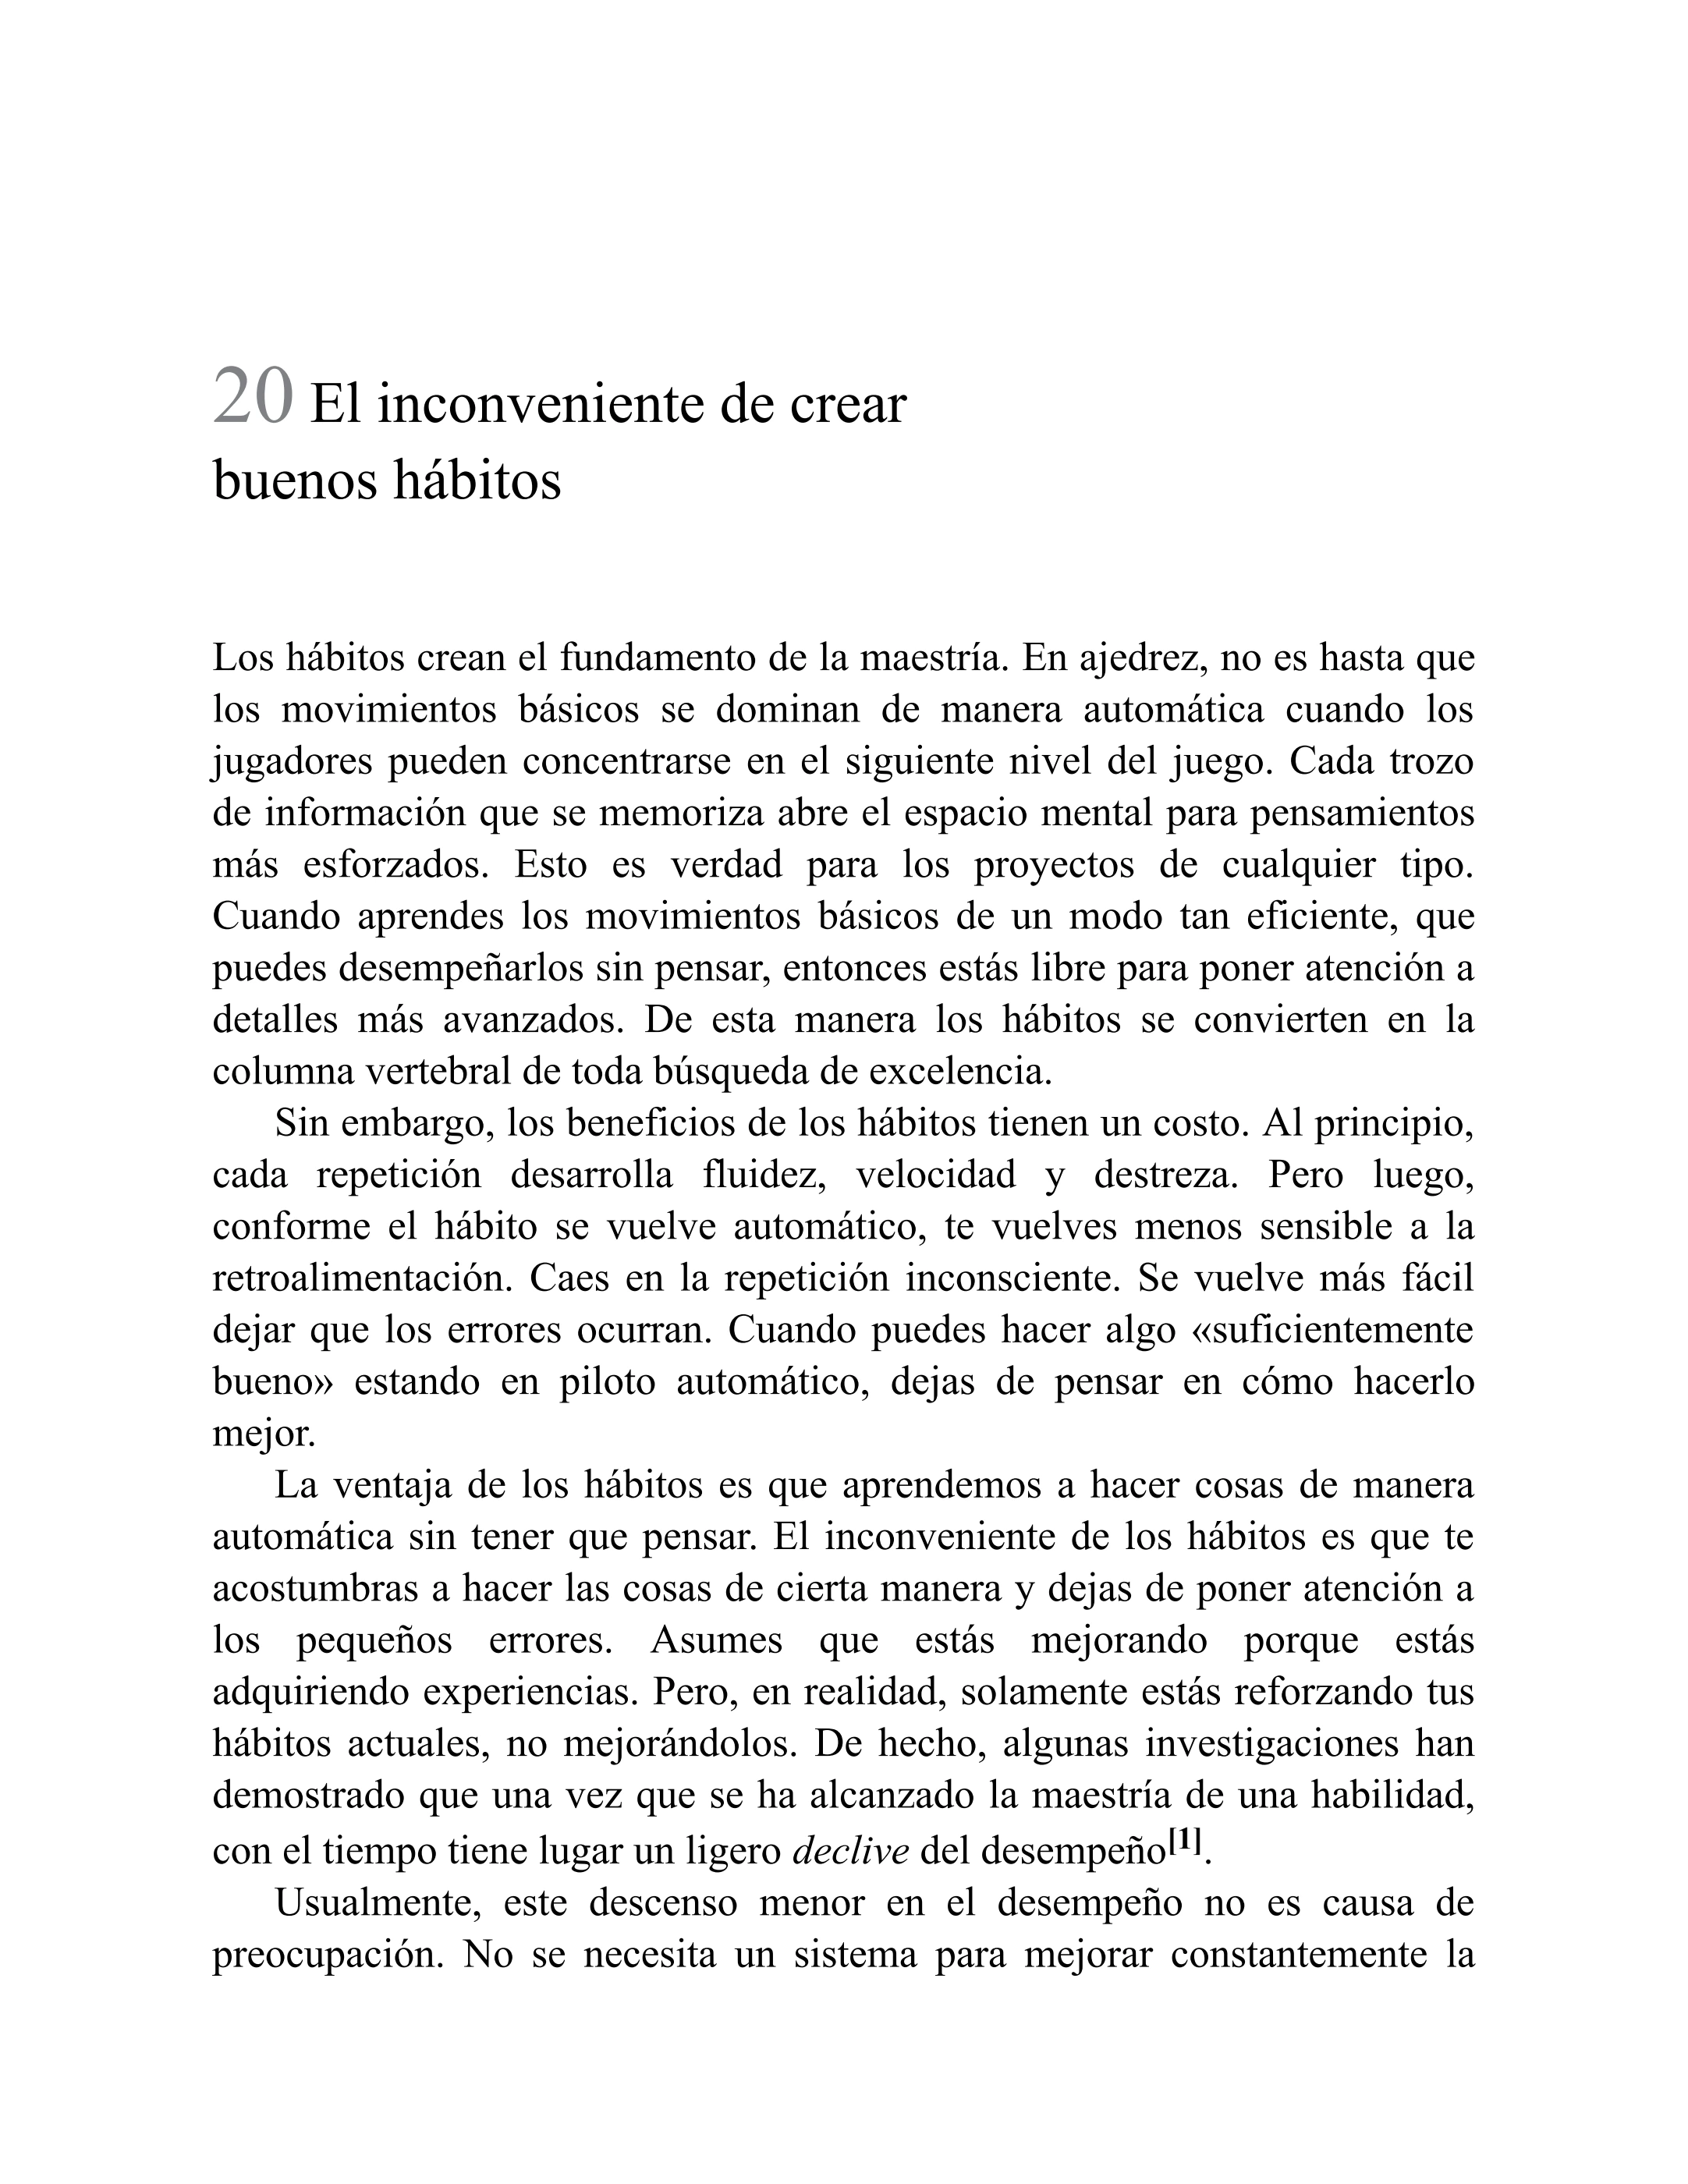 20 El inconveniente de crear
buenos hábitos
Los hábitos crean el fundamento de la maestría. En ajedrez, no es hasta que
los movimientos básicos se dominan de manera automática cuando los
jugadores pueden concentrarse en el siguiente nivel del juego. Cada trozo
de información que se memoriza abre el espacio mental para pensamientos
más esforzados. Esto es verdad para los proyectos de cualquier tipo.
Cuando aprendes los movimientos básicos de un modo tan eficiente, que
puedes desempeñarlos sin pensar, entonces estás libre para poner atención a
detalles más avanzados. De esta manera los hábitos se convierten en la
columna vertebral de toda búsqueda de excelencia.
Sin embargo, los beneficios de los hábitos tienen un costo. Al principio,
cada repetición desarrolla fluidez, velocidad y destreza. Pero luego,
conforme el hábito se vuelve automático, te vuelves menos sensible a la
retroalimentación. Caes en la repetición inconsciente. Se vuelve más fácil
dejar que los errores ocurran. Cuando puedes hacer algo «suficientemente
bueno» estando en piloto automático, dejas de pensar en cómo hacerlo
mejor.
La ventaja de los hábitos es que aprendemos a hacer cosas de manera
automática sin tener que pensar. El inconveniente de los hábitos es que te
acostumbras a hacer las cosas de cierta manera y dejas de poner atención a
los pequeños errores. Asumes que estás mejorando porque estás
adquiriendo experiencias. Pero, en realidad, solamente estás reforzando tus
hábitos actuales, no mejorándolos. De hecho, algunas investigaciones han
demostrado que una vez que se ha alcanzado la maestría de una habilidad,
con el tiempo tiene lugar un ligero declive del desempeño[1].
Usualmente, este descenso menor en el desempeño no es causa de
preocupación. No se necesita un sistema para mejorar constantemente la